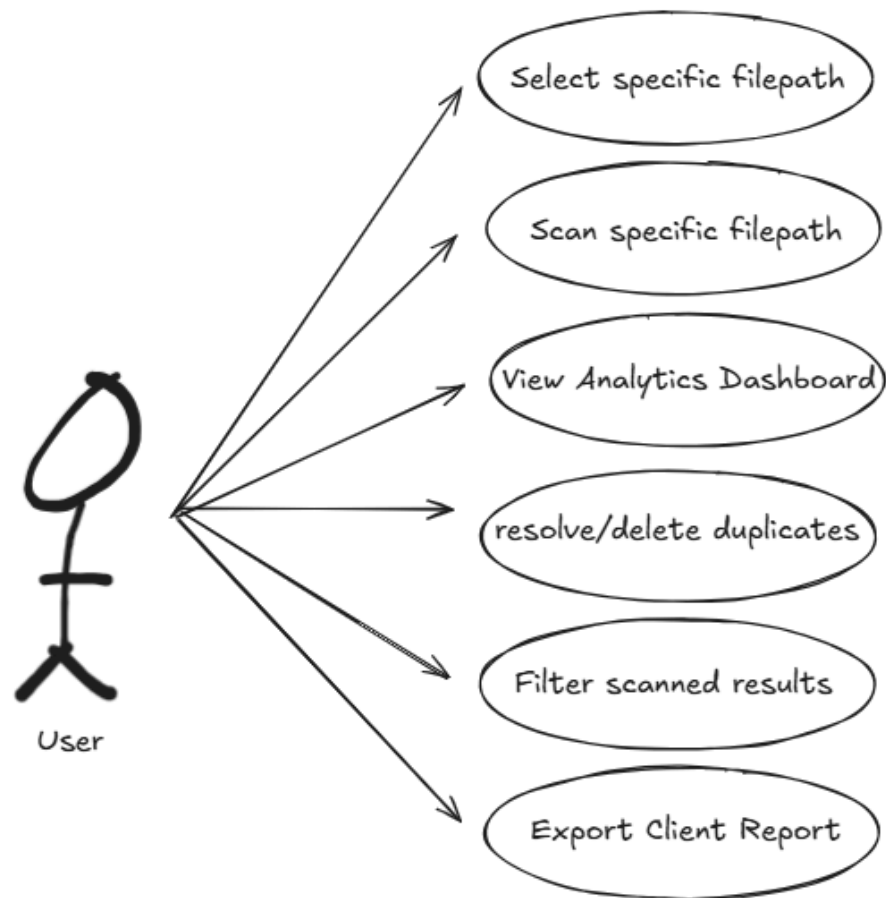 Select specific filepath
Scan specific filepath
View Analytics Dashboard
resolve/delete duplicates
Filter scanned results
User
Export Client Report